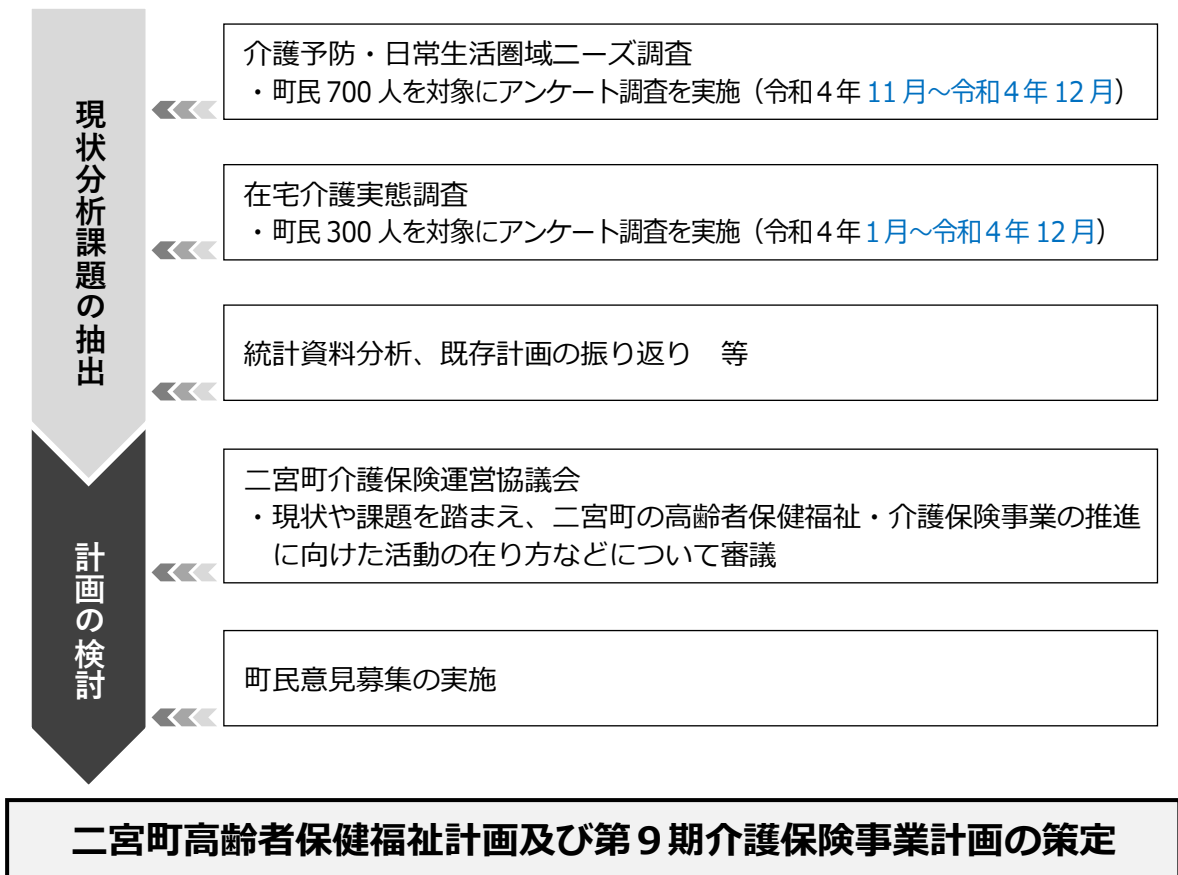 現状分析課題の抽出
介護予防・日常生活圏域ニーズ調査
・町民 700 人を対象にアンケート調査を実施（令和４年 11 月～令和４年 12 月）
在宅介護実態調査
・町民 300 人を対象にアンケート調査を実施（令和４年 1 月～令和４年 12 月）
統計資料分析、既存計画の振り返り　等
計画の検討
二宮町介護保険運営協議会
・現状や課題を踏まえ、二宮町の高齢者保健福祉・介護保険事業の推進
に向けた活動の在り方などについて審議
町民意見募集の実施
二宮町高齢者保健福祉計画及び第９期介護保険事業計画の策定